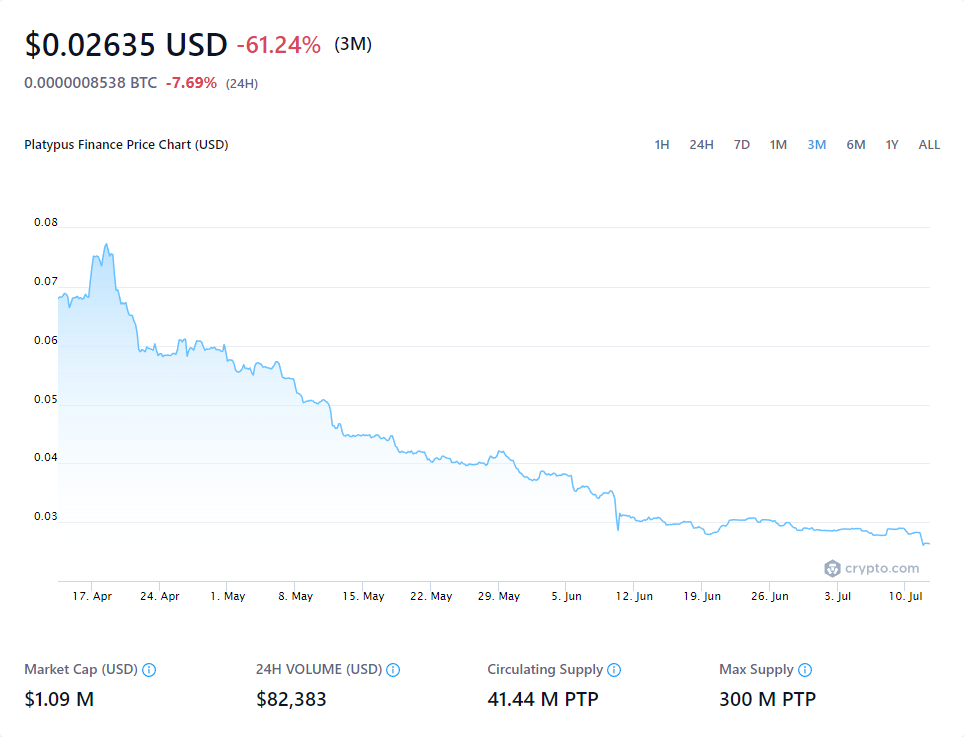 $0.02635 USD -61.24% (3M)
0.0000008538 BTC -7.69% (24H)
Platypus Finance Price Chart (USD) 1H 24H 7D 1M 3M 6M 1Y ALL
0.08
0.07
0.06
0.05
0.04
0.03
crypto.com
17. Apr 24. Apr 1. May 8. May 15. May 22. May 29. May 5. Jun 12. Jun 19. Jun 26. Jun 3. Jul 10. Jul
Market Cap (USD) 24H VOLUME (USD) Circulating Supply Max Supply
$1.09 M $82,383 41.44 M PTP 300 M PTP